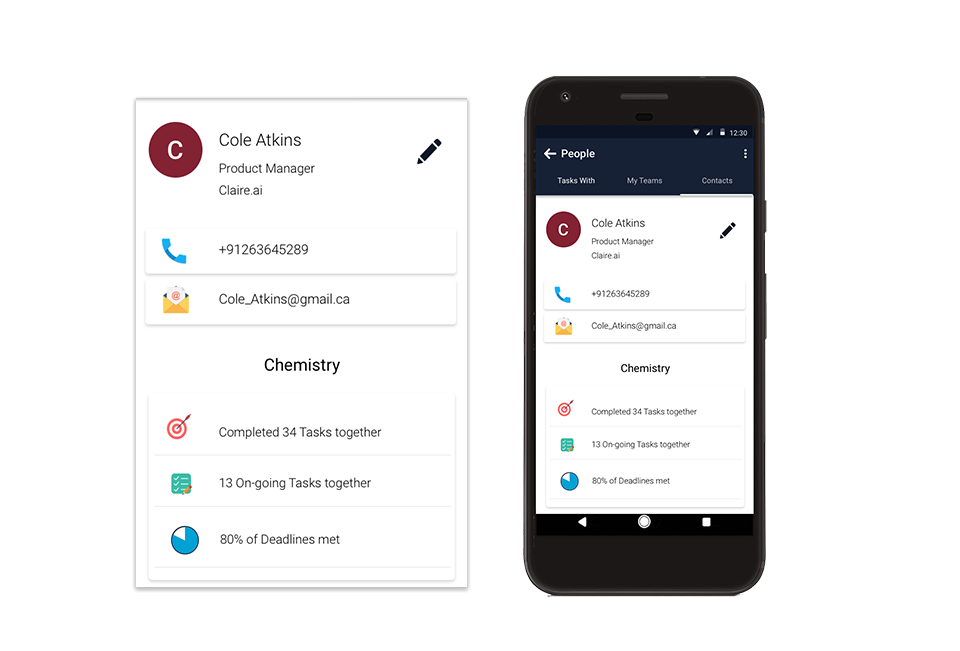 C
Cole Atkins
Product Manager
Claire.ai
+91263645289
@
Cole_Atkins@gmail.ca
Chemistry
Completed 34 Tasks together
13 On-going Tasks together
80% of Deadlines met
12:30
People
Tasks With My Teams Contacts
C
Cole Atkins
Product Manager
Claire.ai
+91263645289
@
Cole_Atkins@gmail.ca
Chemistry
Completed 34 Tasks together
13 On-going Tasks together
80% of Deadlines met